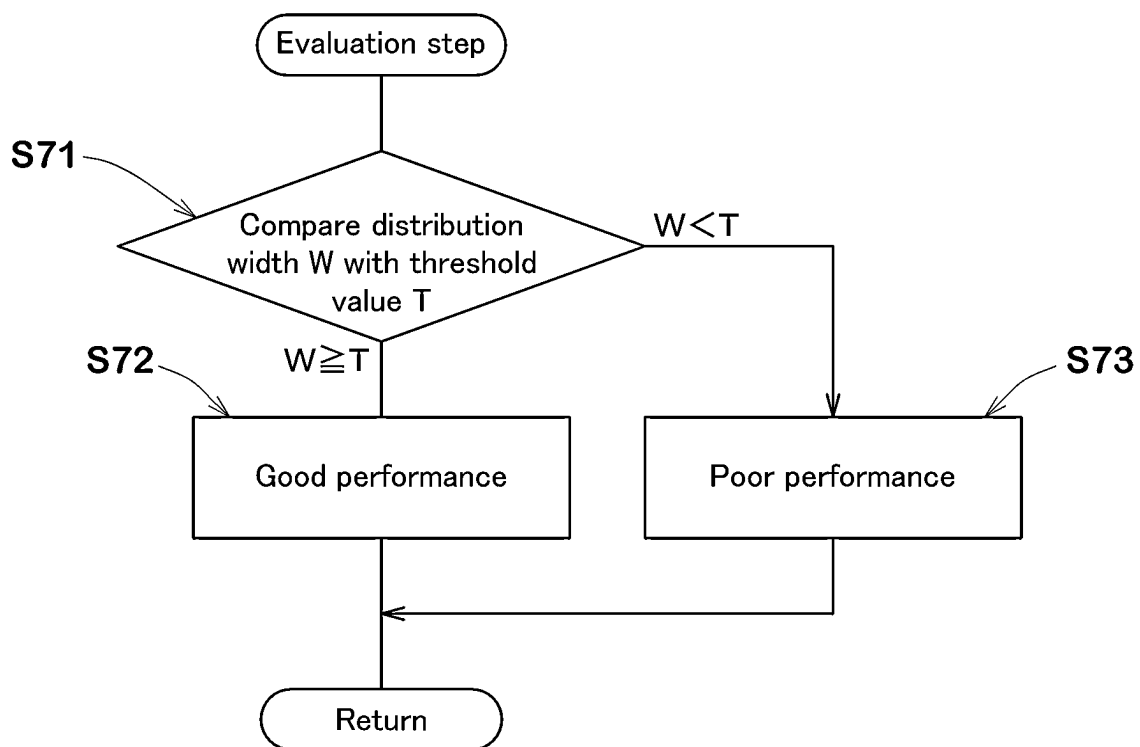 Evaluation step
S71
Compare distribution
width W with threshold
value T
W<T
W≧T
S72
S73
Good performance
Poor performance
Return